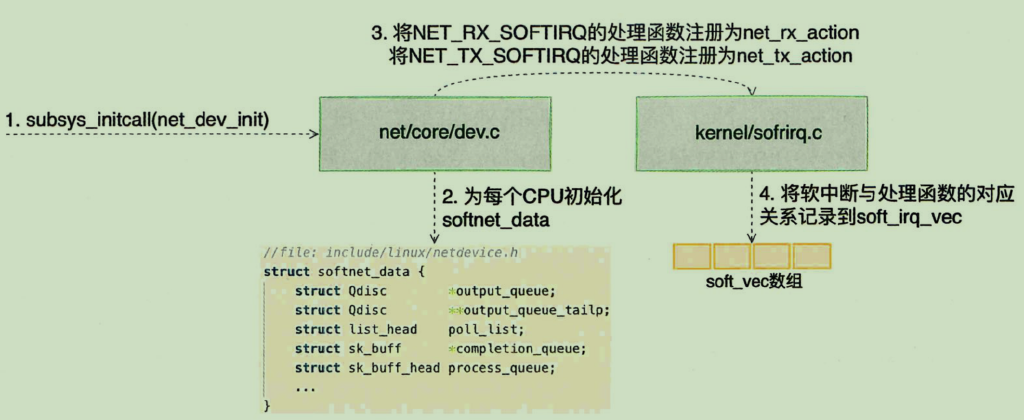 3. 将NET_RX_SOFTIRQ的处理函数注册为net_rx_action
将NET_TX_SOFTIRQ的处理函数注册为net_tx_action
1. subsys_initcall(net_dev_init)
net/core/dev.c
kernel/sofrirq.c
2. 为每个CPU初始化
softnet_data
4. 将软中断与处理函数的对应
关系记录到soft_irq_vec
//file: include/linux/netdevice.h
struct softnet_data {
struct Qdisc *output_queue;
struct Qdisc **output_queue_tailp;
struct list_head poll_list;
struct sk_buff *completion_queue;
struct sk_buff_head process_queue;
...
}
soft_vec数组